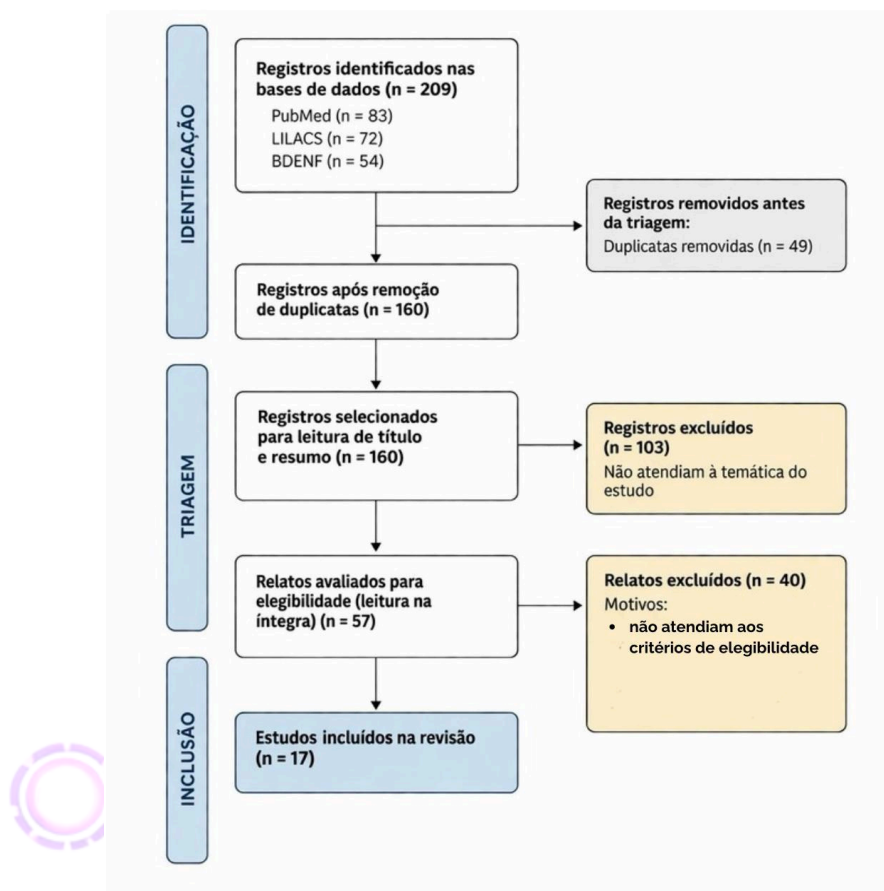 IDENTIFICAÇÃO
Registros identificados nas
bases de dados (n = 209)
PubMed (n = 83)
LILACS (n = 72)
BDENF (n = 54)
Registros removidos antes
da triagem:
Duplicatas removidas (n = 49)
Registros após remoção
de duplicatas (n = 160)
TRIAGEM
Registros selecionados
para leitura de título
e resumo (n = 160)
Registros excluídos
(n = 103)
Não atendiam à temática do
estudo
Relatos avaliados para
elegibilidade (leitura na
íntegra) (n = 57)
Relatos excluídos (n = 40)
Motivos:
• não atendiam aos
critérios de elegibilidade
INCLUSÃO
Estudos incluídos na revisão
(n = 17)